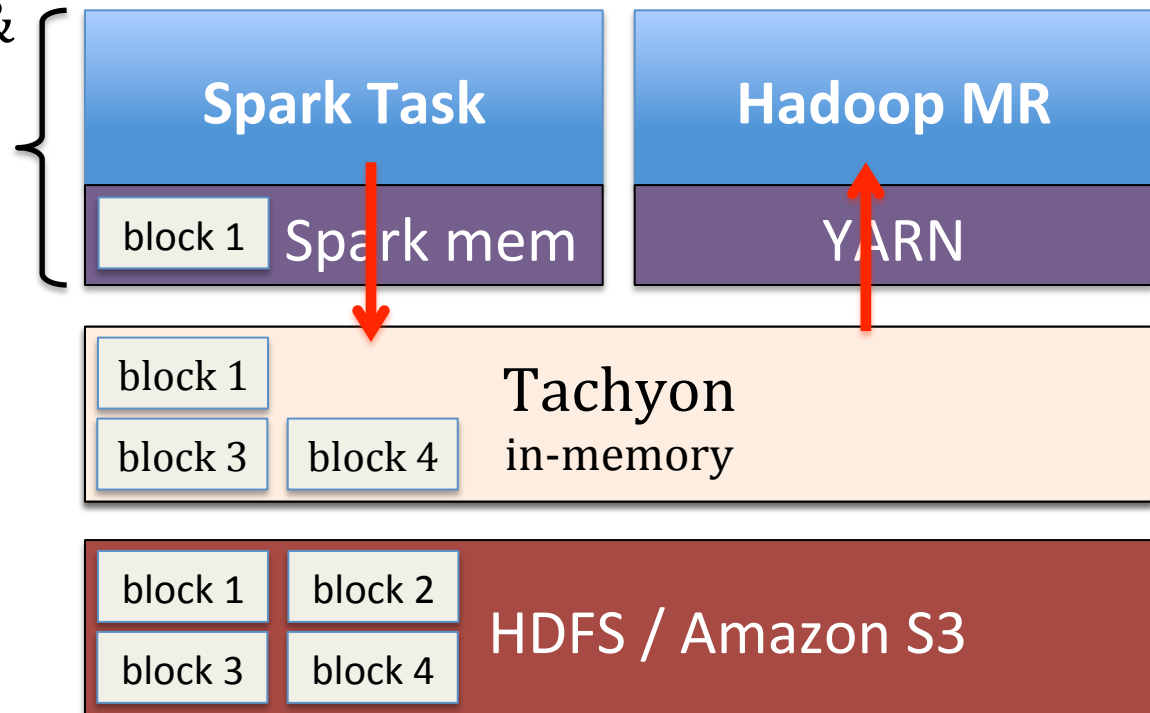 &
Spark Task
Hadoop MR
block 1
Spark mem
YARN
block 1
Tachyon
block 3
block 4
in-memory
block 1
block 2
HDFS / Amazon S3
block 3
block 4